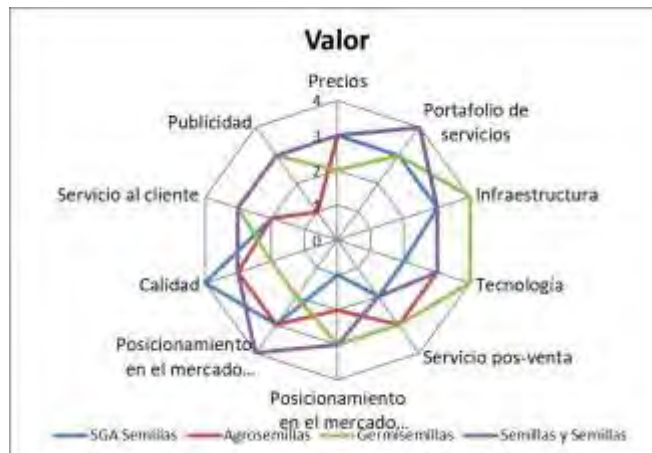 Valor
Precios
4
3
2
1
0
Portafolio de
servicios
Infraestructura
Tecnología
Servicio pos-venta
Posicionamiento
en el mercado...
Posicionamiento
en el mercado...
Calidad
Servicio al cliente
Publicidad
SGA Semillas
Agrosemillas
Germisemillas
Semillas y Semillas